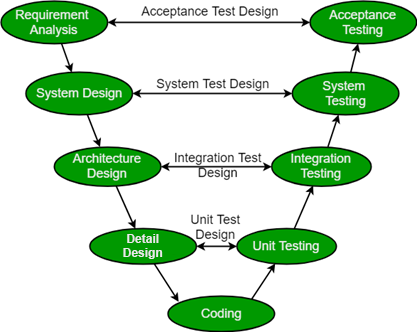 Requirement
Analysis
Acceptance Test Design
Acceptance
Testing
System Design
System Test Design
System
Testing
Architecture
Design
Integration Test
Design
Integration
Testing
Detail
Design
Unit Test
Design
Unit Testing
Coding